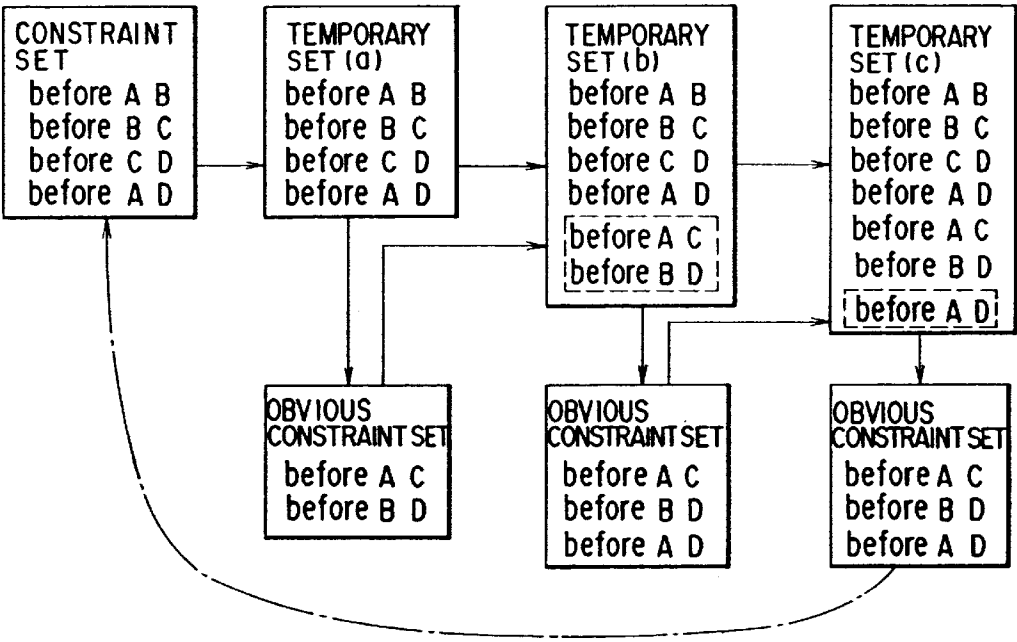 CONSTRAINT
SET
before A B
before B C
before C D
before A D
TEMPORARY
SET (a)
before A B
before B C
before C D
before A D
TEMPORARY
SET (b)
before A B
before B C
before C D
before A D
before A C
before B D
TEMPORARY
SET (c)
before A B
before B C
before C D
before A D
before A C
before B D
before A D
OBVIOUS
CONSTRAINT SET
before A C
before B D
OBVIOUS
CONSTRAINT SET
before A C
before B D
before A D
OBVIOUS
CONSTRAINT SET
before A C
before B D
before A D